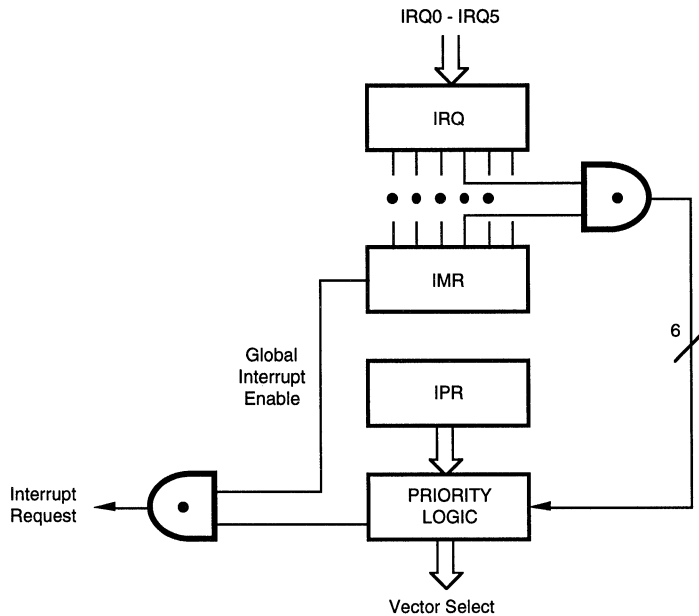 IRQ0 - IRQ5
IRQ
IMR
6
Global
Interrupt
Enable
IPR
PRIORITY
LOGIC
Interrupt
Request
Vector Select